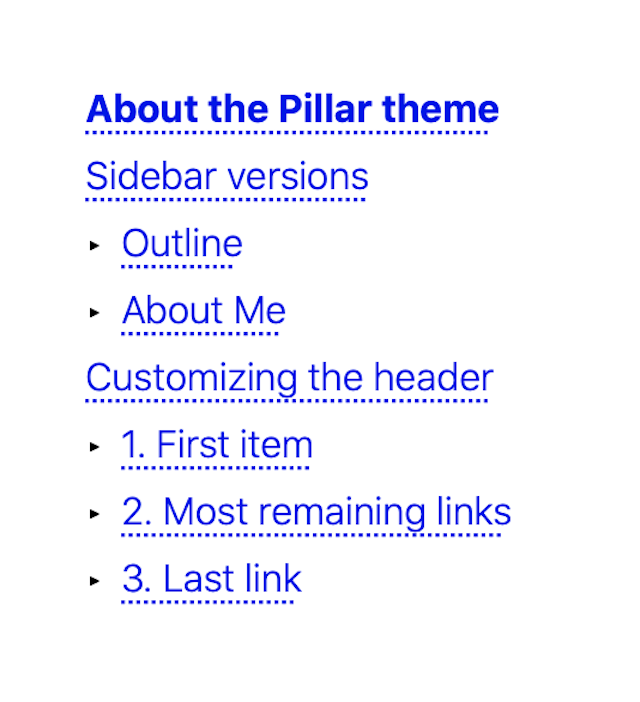 About the Pillar theme
Sidebar versions
▸ Outline
▸ About Me
Customizing the header
▸ 1. First item
▸ 2. Most remaining links
▸ 3. Last link